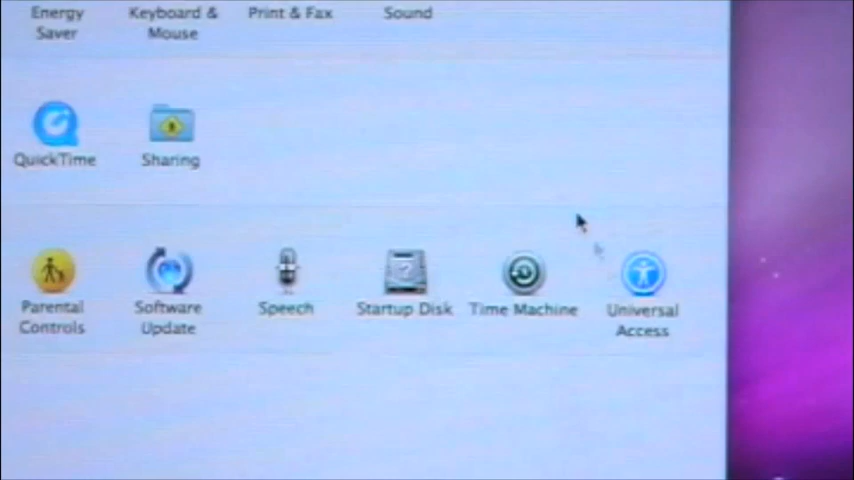 Energy Keyboard & Print & Fax Sound
Saver Mouse
QuickTime Sharing
Parental Software Speech Startup Disk Time Machine Universal
Controls Update Access